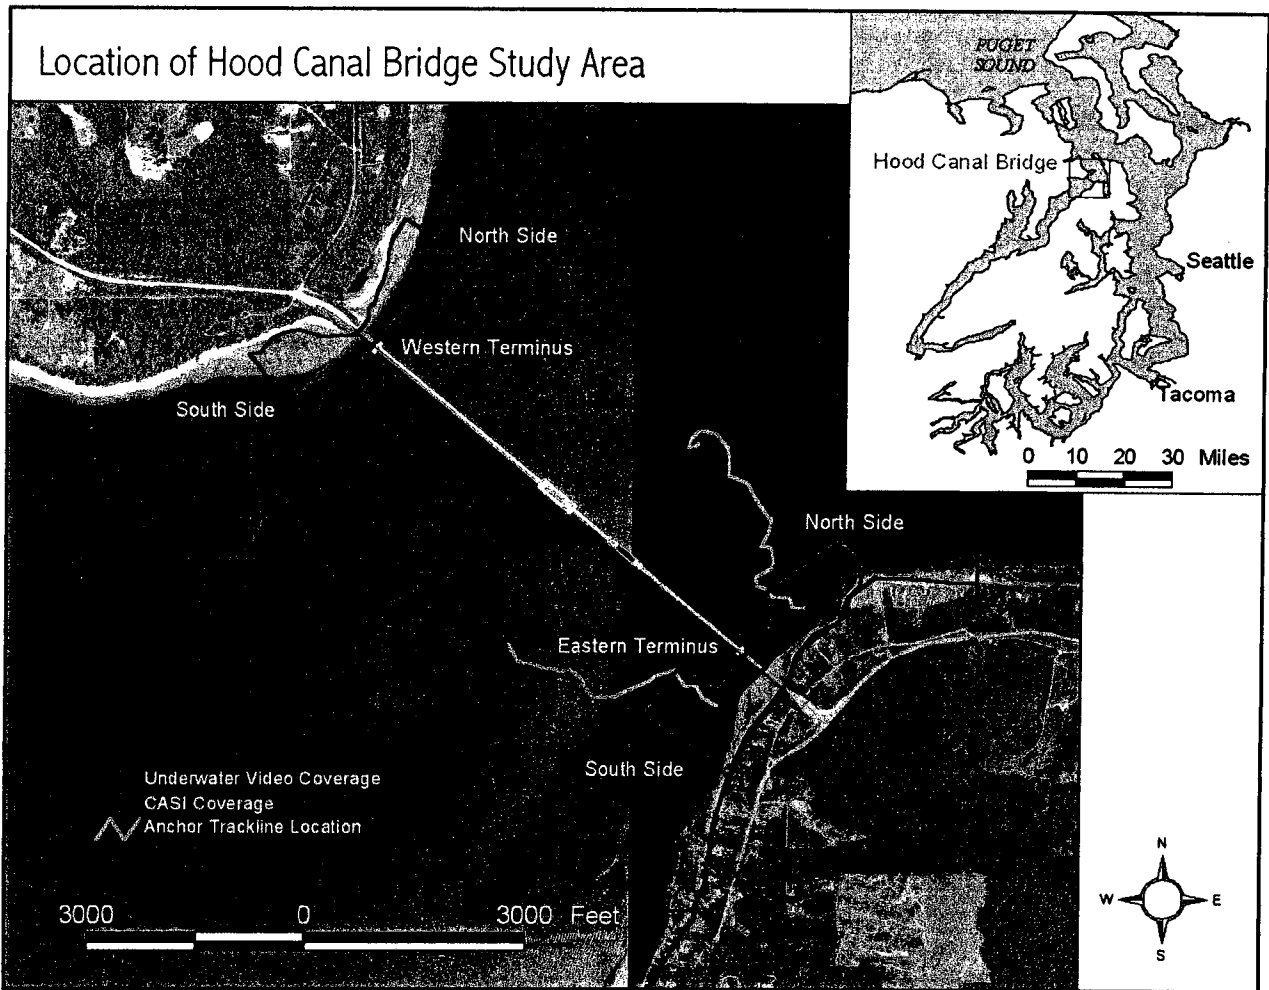 Location of Hood Canal Bridge Study Area
PUGET
SOUND
Hood Canal Bridge
Seattle
Tacoma
0 10 20 30 Miles
North Side
Western Terminus
South Side
North Side
Eastern Terminus
South Side
Underwater Video Coverage
CASI Coverage
Anchor Trackline Location
3000 0 3000 Feet
N
W E
S